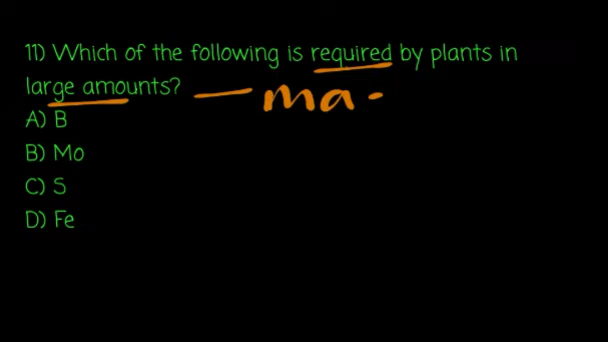 11) Which of the following is required by plants in
large amounts? — ma
A) B
B) Mo
C) S
D) Fe